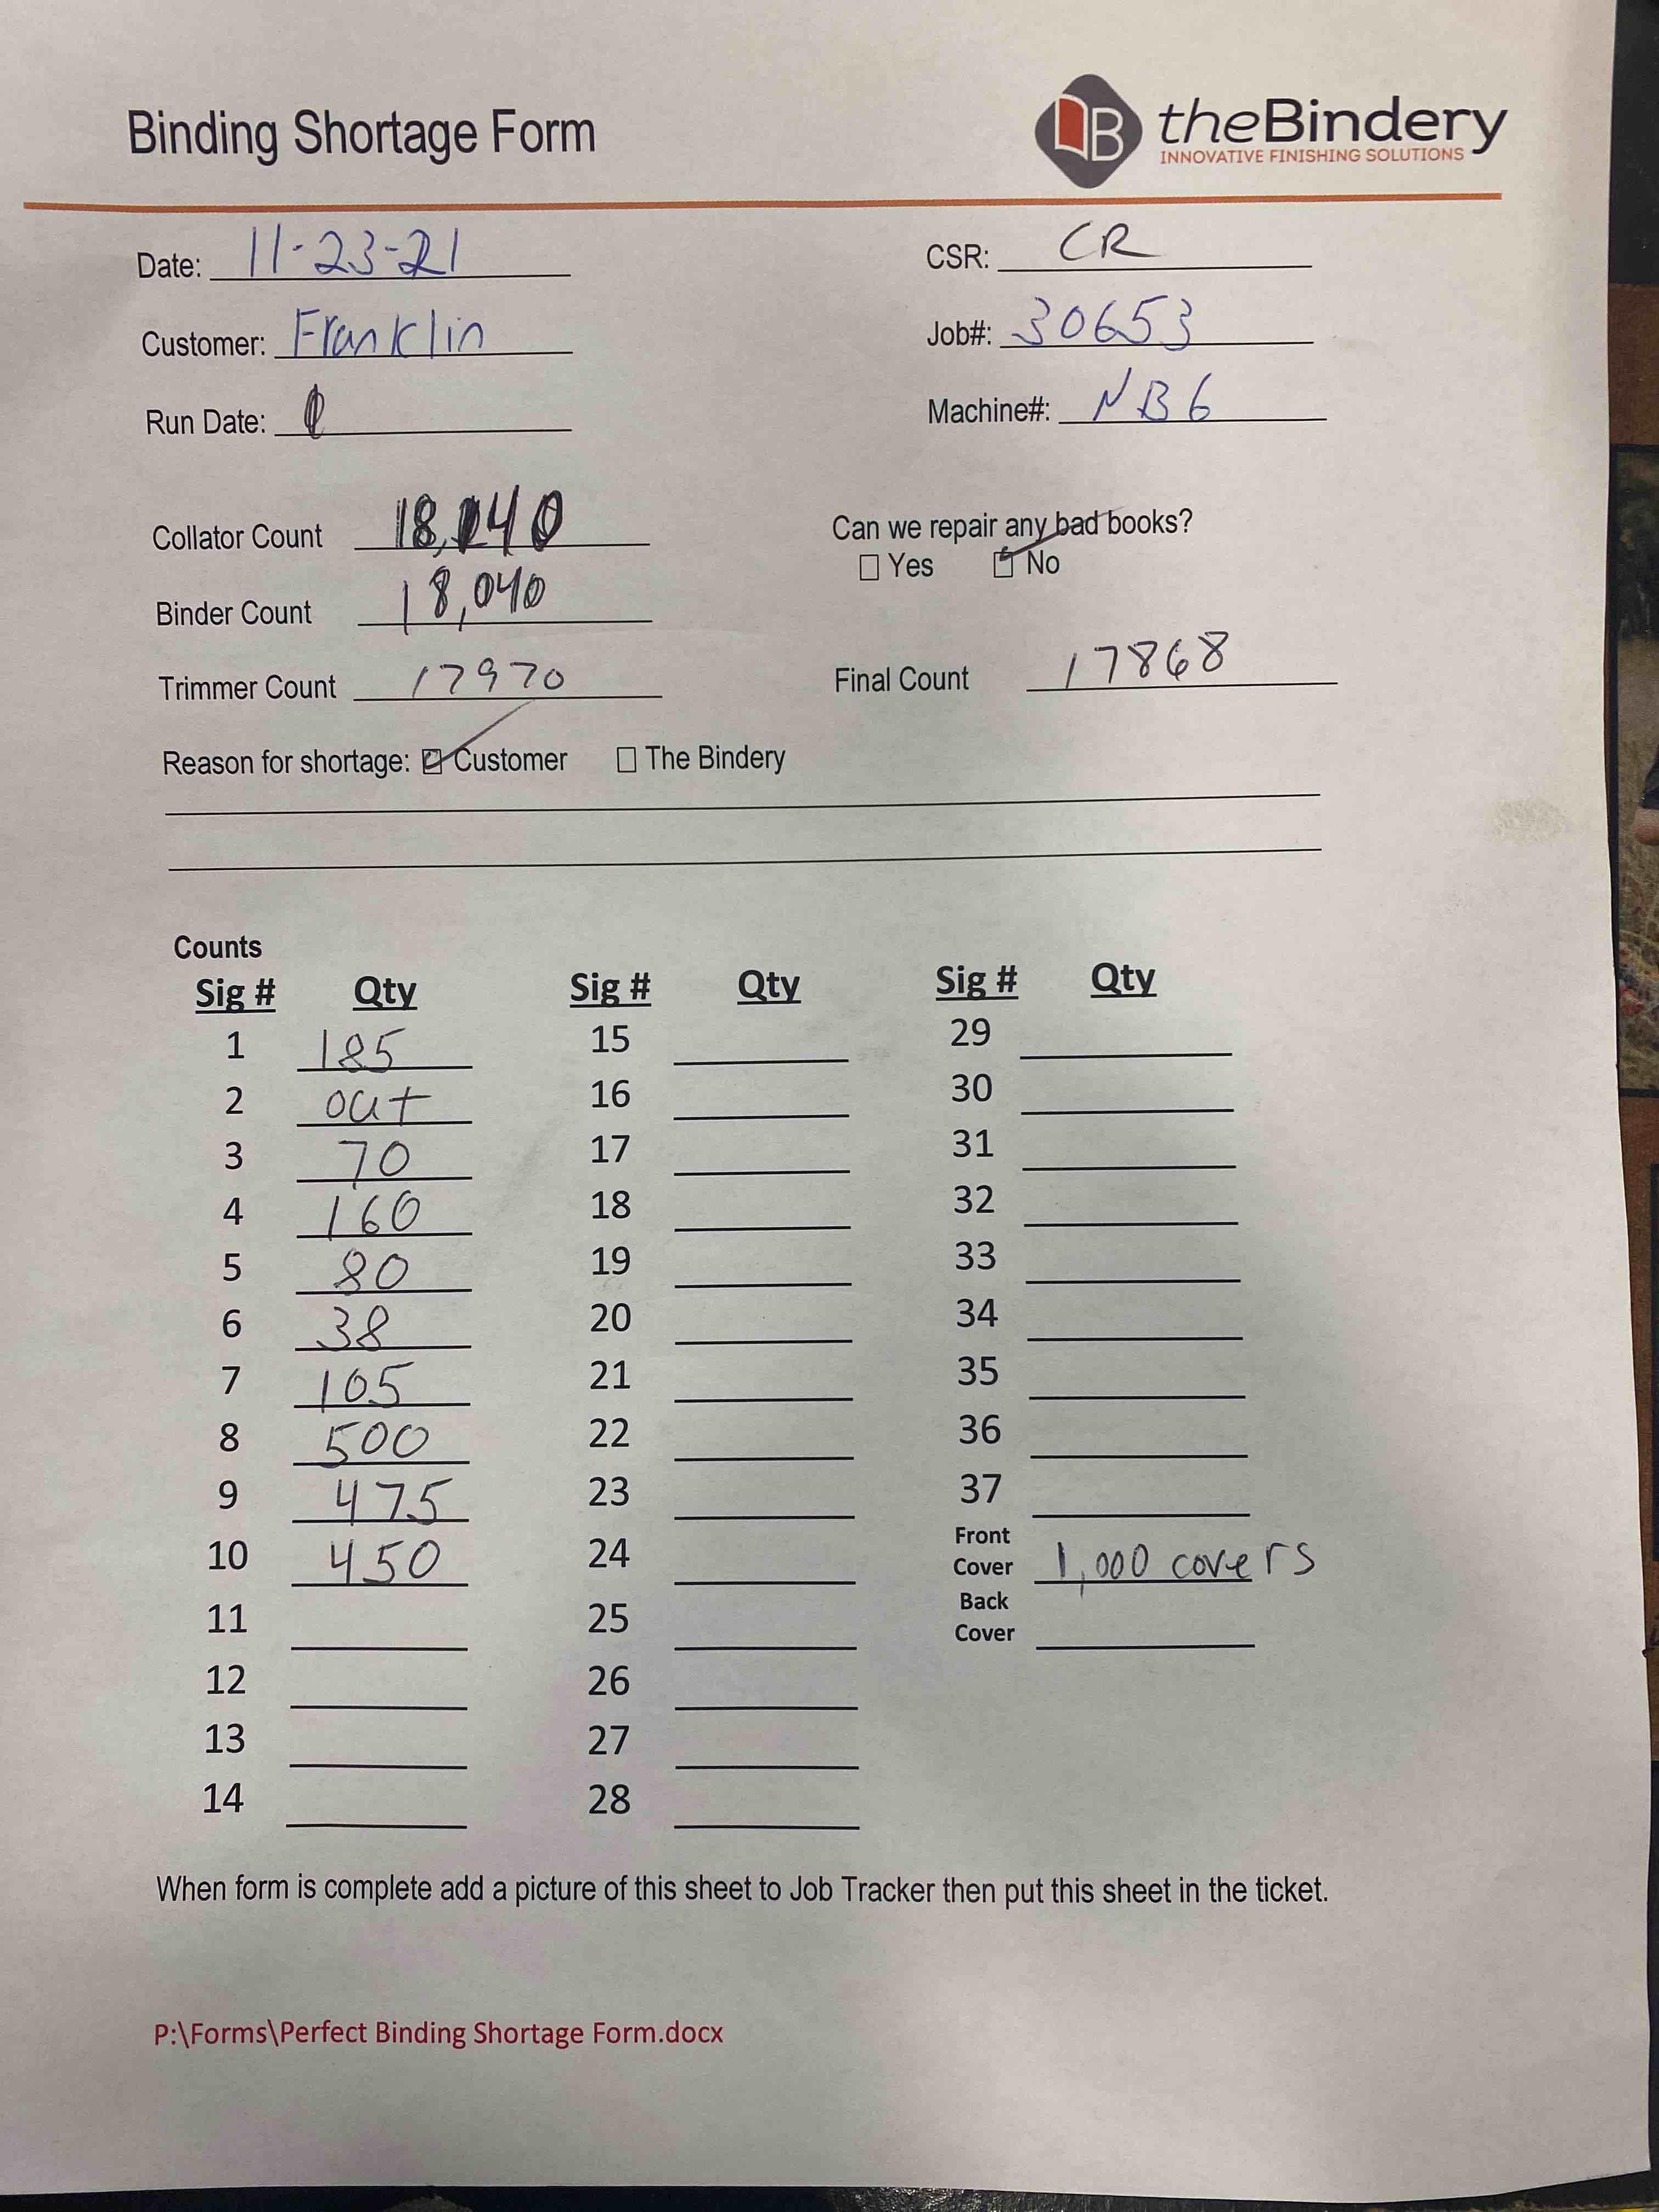 Binding Shortage Form
theBindery
INNOVATIVE FINISHING SOLUTIONS
Date: 11-23-21
CSR: CR
Customer: Franklin
Job#: 30653
Run Date:
Machine#: NB6
Collator Count 18,140
Can we repair any bad books?
Yes No
Binder Count 18,040
Trimmer Count 17970
Final Count 17868
Reason for shortage: Customer The Bindery
Counts
Sig # Qty Sig # Qty Sig # Qty
1 185 15 29
2 out 16 30
3 70 17 31
4 160 18 32
5 80 19 33
6 38 20 34
7 105 21 35
8 500 22 36
9 475 23 37
10 450 24 Front Cover 1,000 covers
11 25 Back Cover
12 26
13 27
14 28
When form is complete add a picture of this sheet to Job Tracker then put this sheet in the ticket.
P:\Forms\Perfect Binding Shortage Form.docx